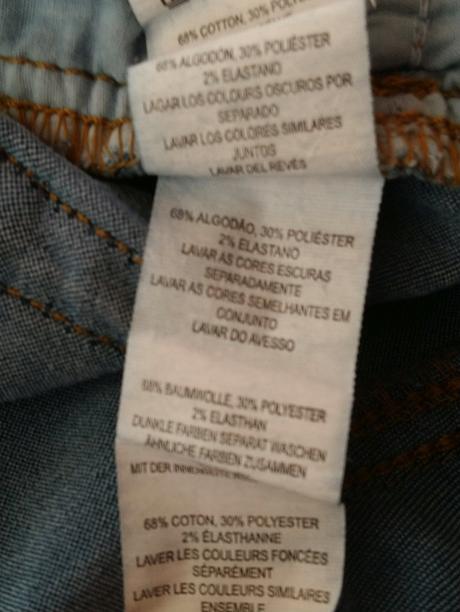 68% COTTON, 30% POLY
68% ALGODÓN, 30% POLIÉSTER
2% ELASTANO
LAGAR LOS COLOURS OSCUROS POR
SEPARADO
LAVAR LOS COLORES SIMILARES
JUNTOS
LAVAR DEL REVÉS
68% ALGODÃO, 30% POLIÉSTER
2% ELASTANO
LAVAR AS CORES ESCURAS
SEPARADAMENTE
LAVAR AS CORES SEMELHANTES EM
CONJUNTO
LAVAR DO AVESSO
68% BAUMWOLLE, 30% POLYESTER
2% ELASTHAN
DUNKLE FARBEN SEPARAT WASCHEN
ÄHNLICHE FARBEN ZUSAMMEN
MIT DER
68% COTON, 30% POLYESTER
2% ÉLASTHANNE
LAVER LES COULEURS FONCÉES
SÉPARÉMENT
LAVER LES COULEURS SIMILAIRES
ENSEMBLE